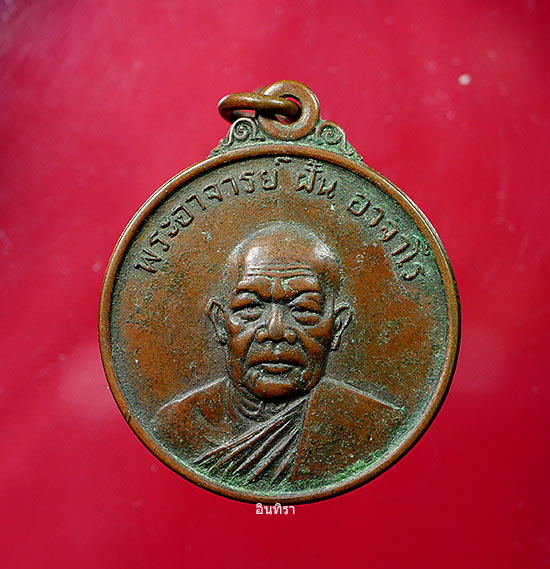 พระอาจารย์ ฝั้น อาจาโร
อินทิรา